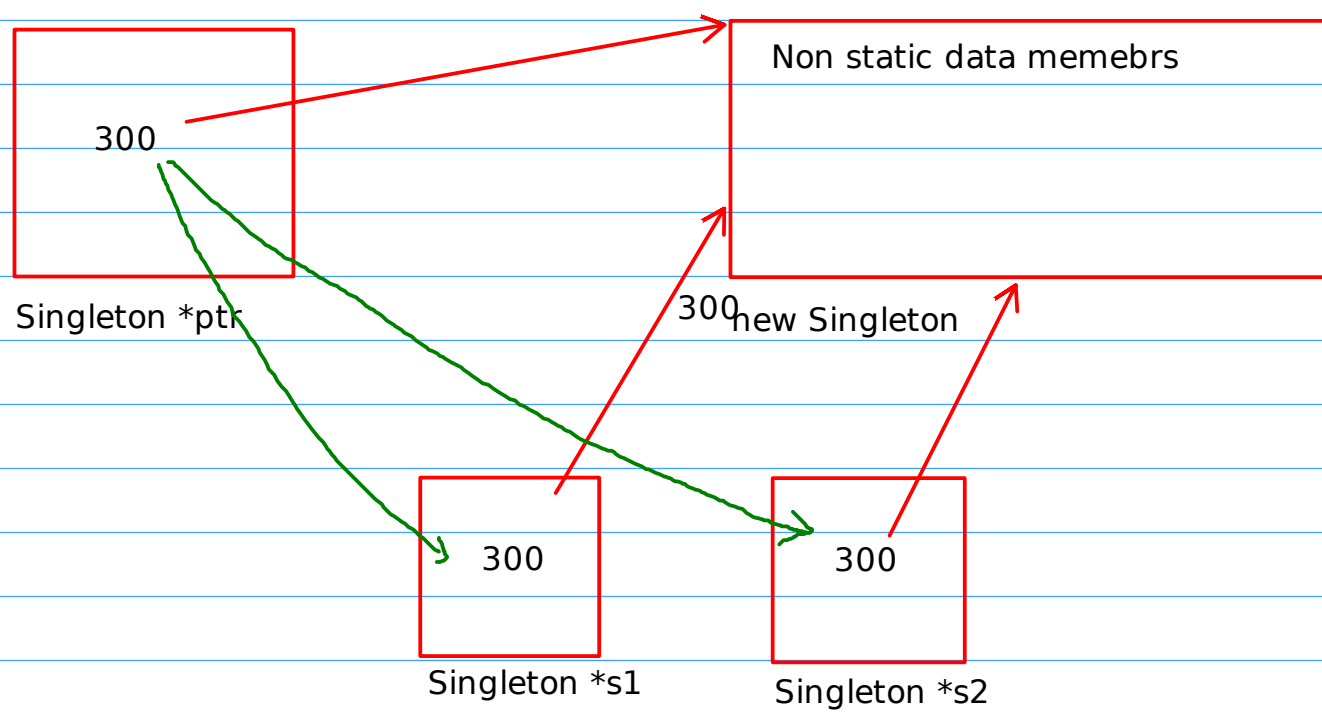 Non static data memebrs
300
Singleton *ptr
300
new Singleton
300
300
Singleton *s1
Singleton *s2